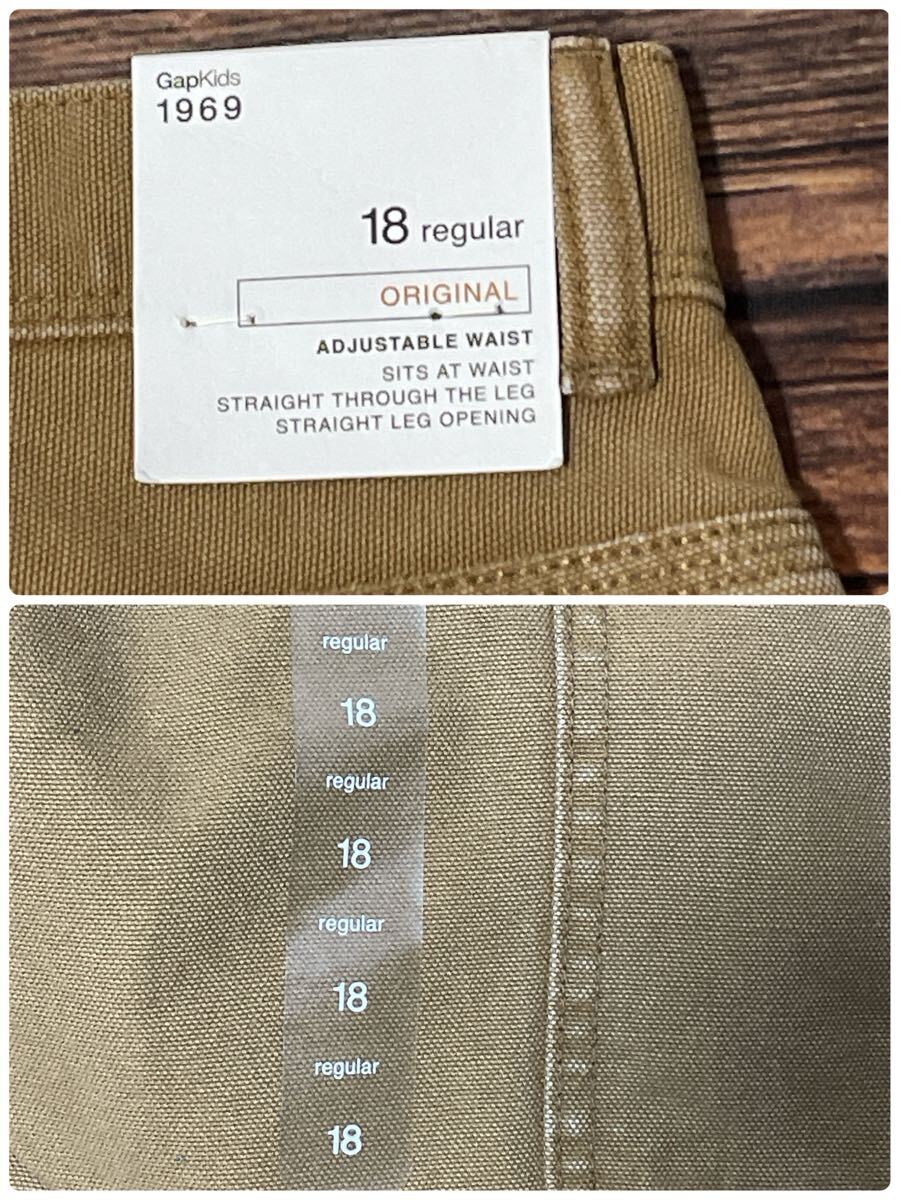 GapKids
1969
18 regular
ORIGINAL
ADJUSTABLE WAIST
SITS AT WAIST
STRAIGHT THROUGH THE LEG
STRAIGHT LEG OPENING
regular
18
regular
18
regular
18
regular
18